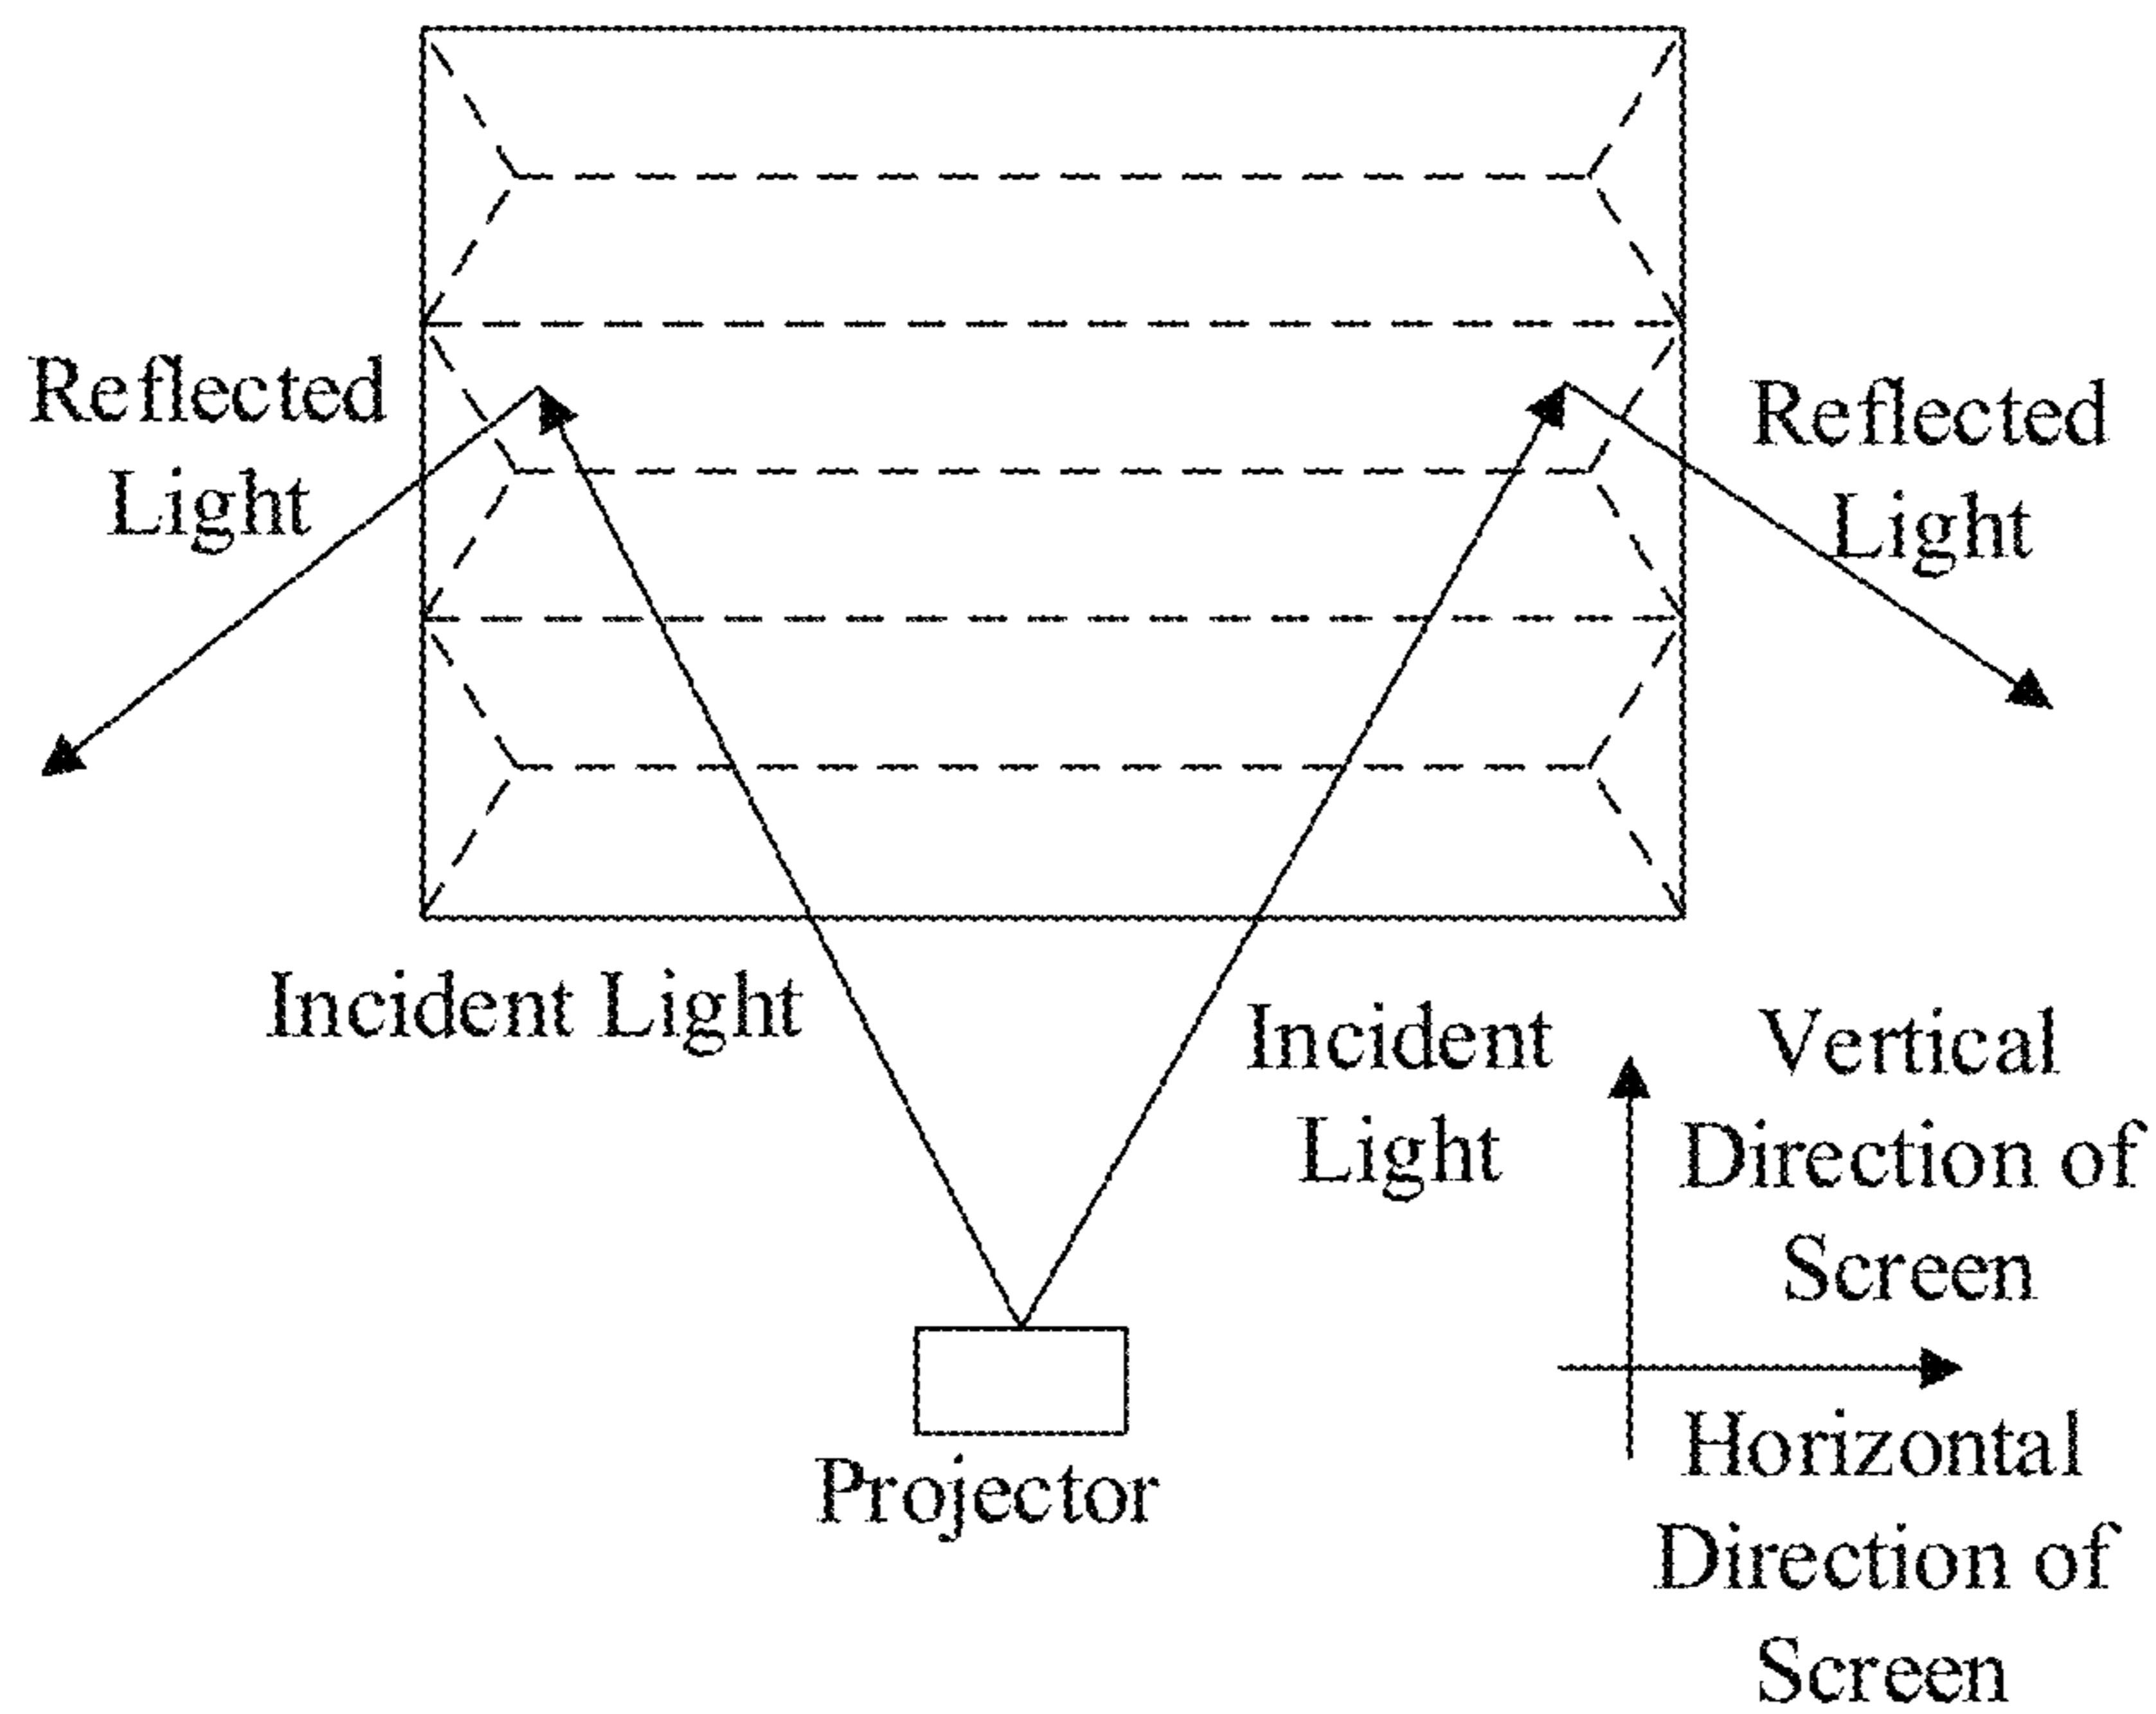 Reflected
Light
Reflected
Light
Incident Light
Incident
Light
Vertical
Direction of
Screen
Projector
Horizontal
Direction of
Screen